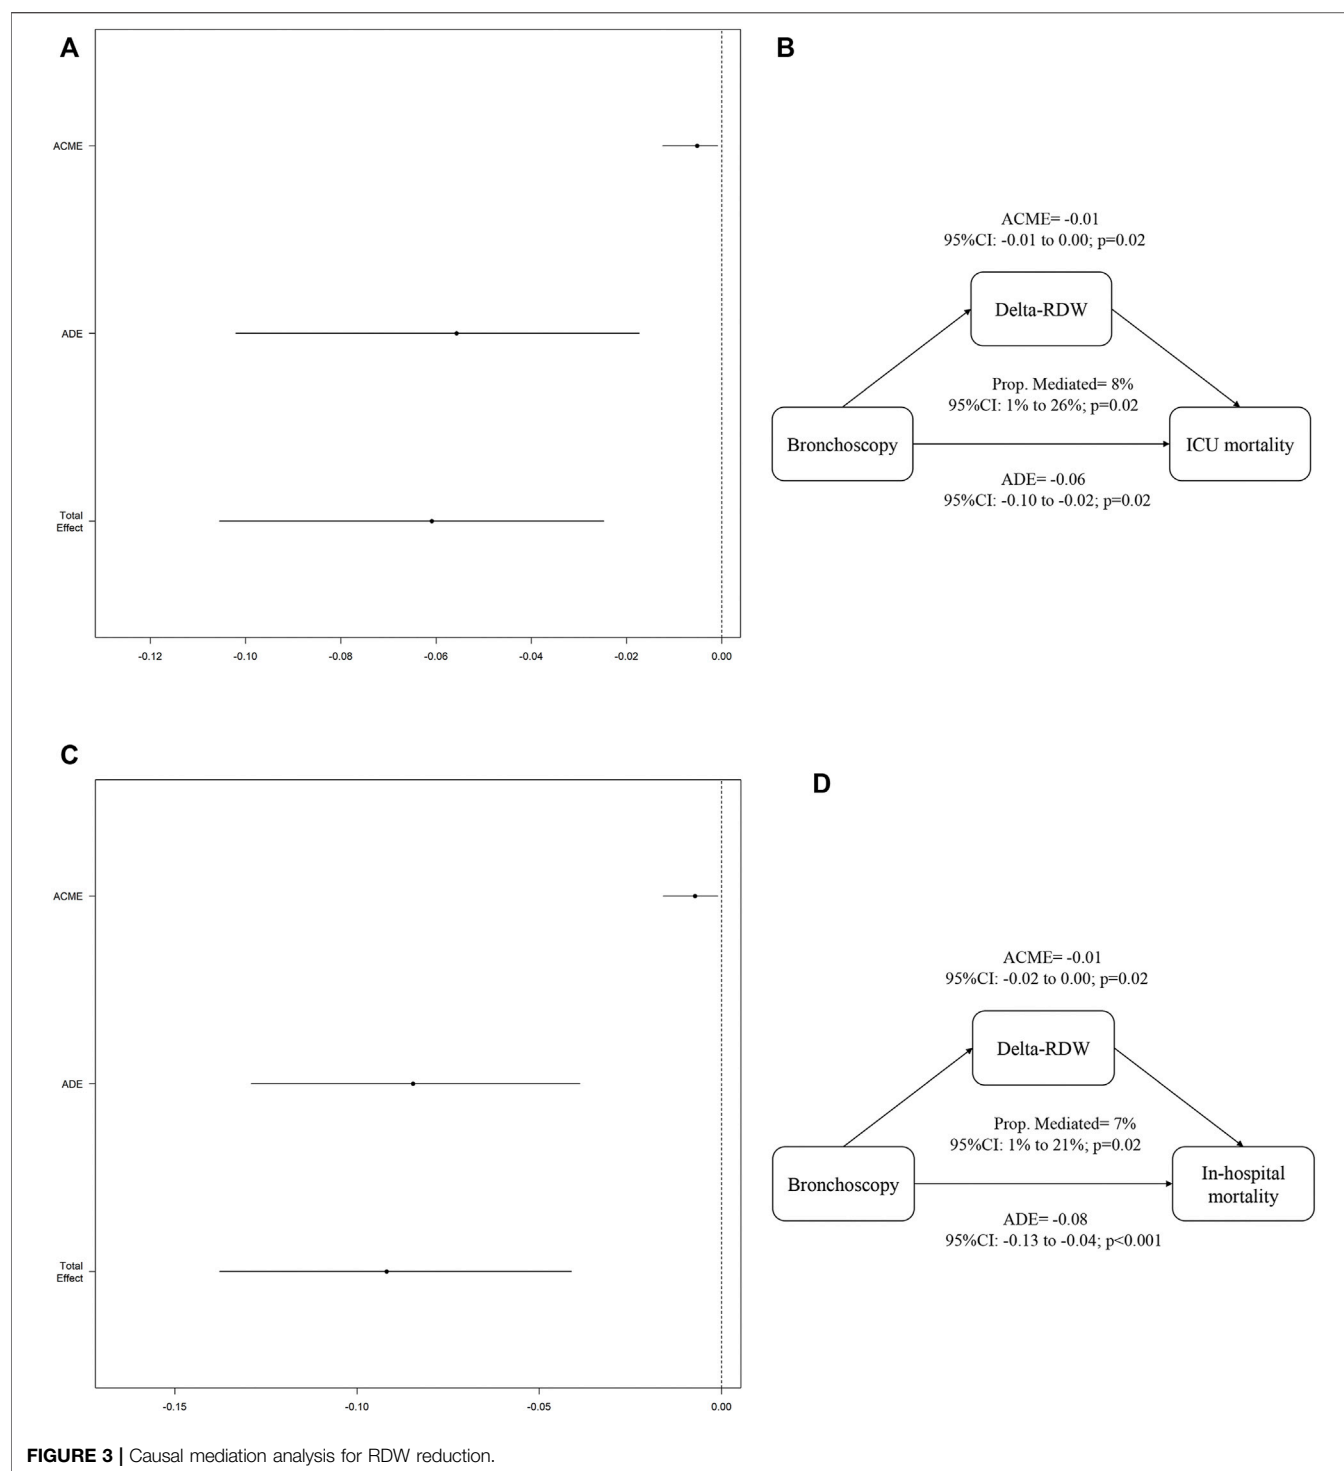 A
ACME
ADE
Total
Effect
-0.12 -0.10 -0.08 -0.06 -0.04 -0.02 0.00
B
ACME= -0.01
95%CI: -0.01 to 0.00; p=0.02
Delta-RDW
Prop. Mediated= 8%
95%CI: 1% to 26%; p=0.02
Bronchoscopy
ICU mortality
ADE= -0.06
95%CI: -0.10 to -0.02; p=0.02
C
ACME
ADE
Total
Effect
-0.15 -0.10 -0.05 0.00
D
ACME= -0.01
95%CI: -0.02 to 0.00; p=0.02
Delta-RDW
Prop. Mediated= 7%
95%CI: 1% to 21%; p=0.02
Bronchoscopy
In-hospital
mortality
ADE= -0.08
95%CI: -0.13 to -0.04; p<0.001
FIGURE 3 | Causal mediation analysis for RDW reduction.